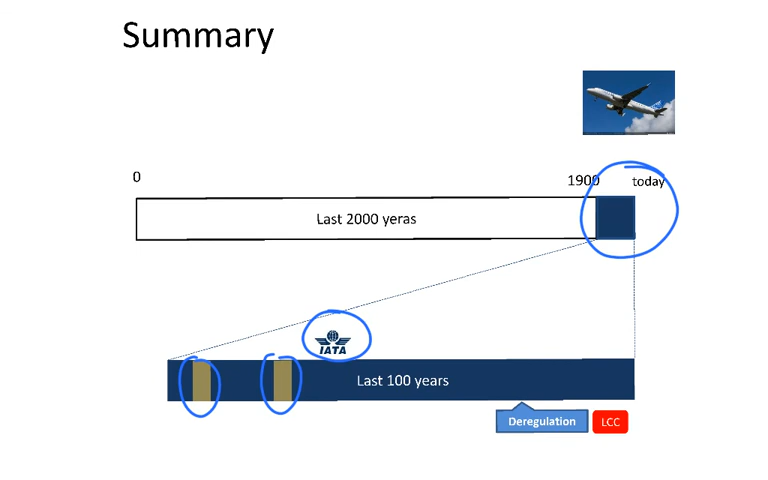 Summary
0
1900
today
Last 2000 yeras
IATA
Last 100 years
Deregulation
LCC